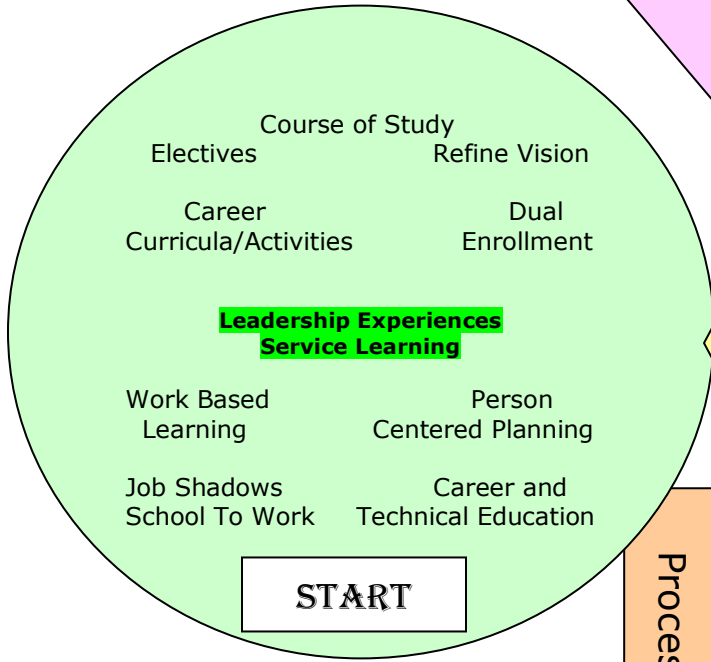 Course of Study
Electives Refine Vision
Career Dual
Curricula/Activities Enrollment
Leadership Experiences
Service Learning
Work Based Person
Learning Centered Planning
Job Shadows Career and
School To Work Technical Education
START